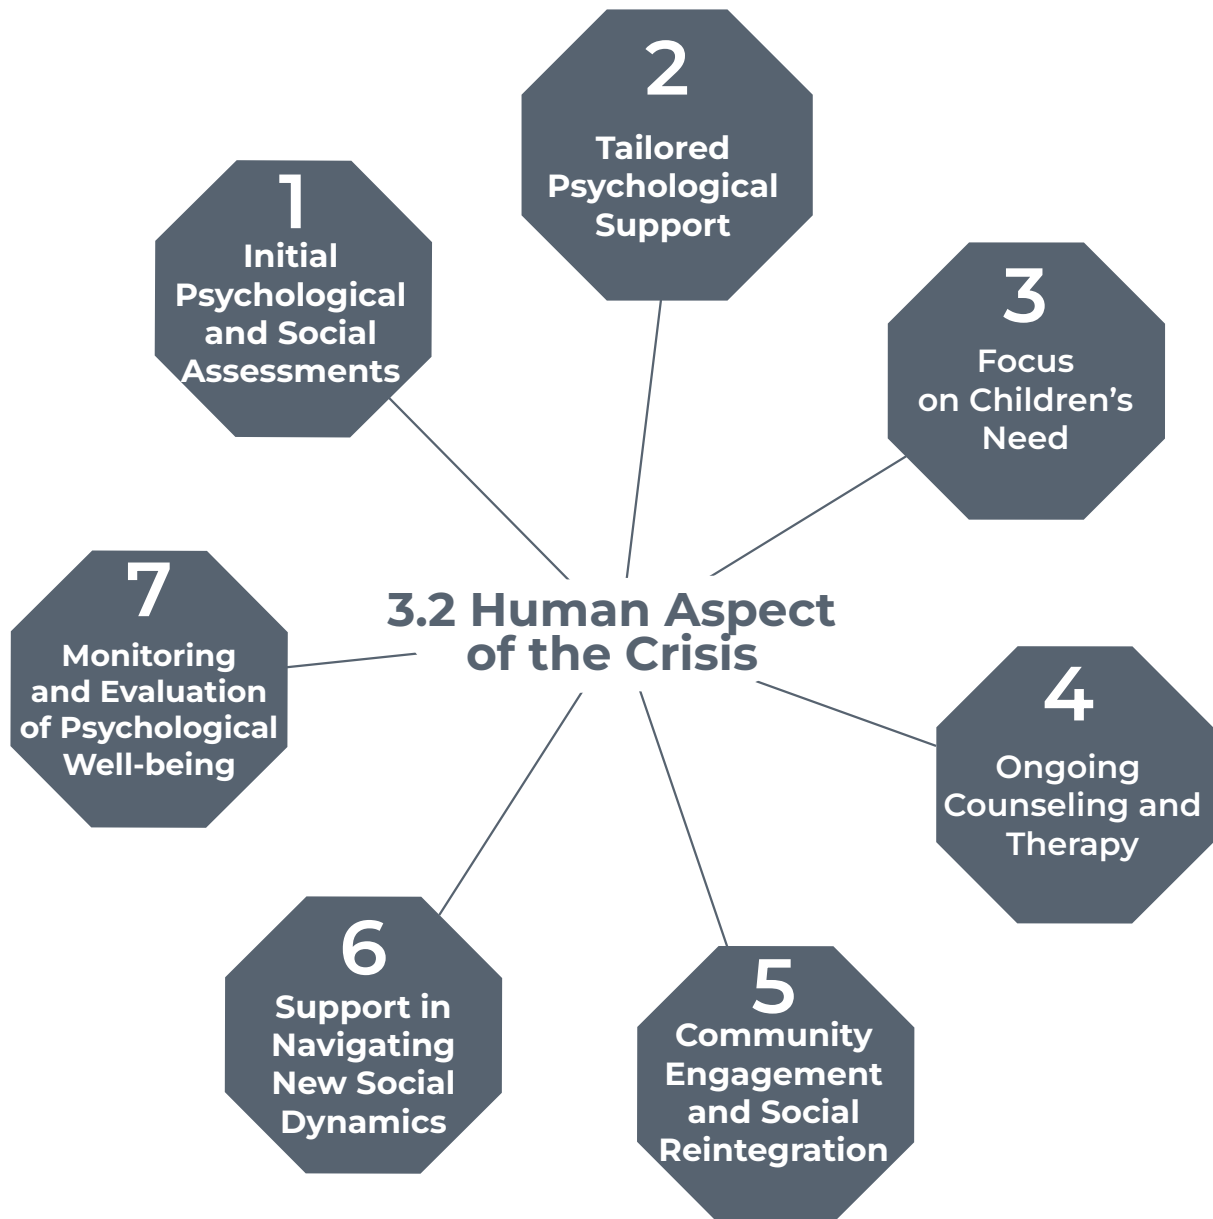 1
Initial
Psychological
and Social
Assessments
2
Tailored
Psychological
Support
3
Focus
on Children’s
Need
3.2 Human Aspect
of the Crisis
4
Ongoing
Counseling and
Therapy
5
Community
Engagement
and Social
Reintegration
6
Support in
Navigating
New Social
Dynamics
7
Monitoring
and Evaluation
of Psychological
Well-being